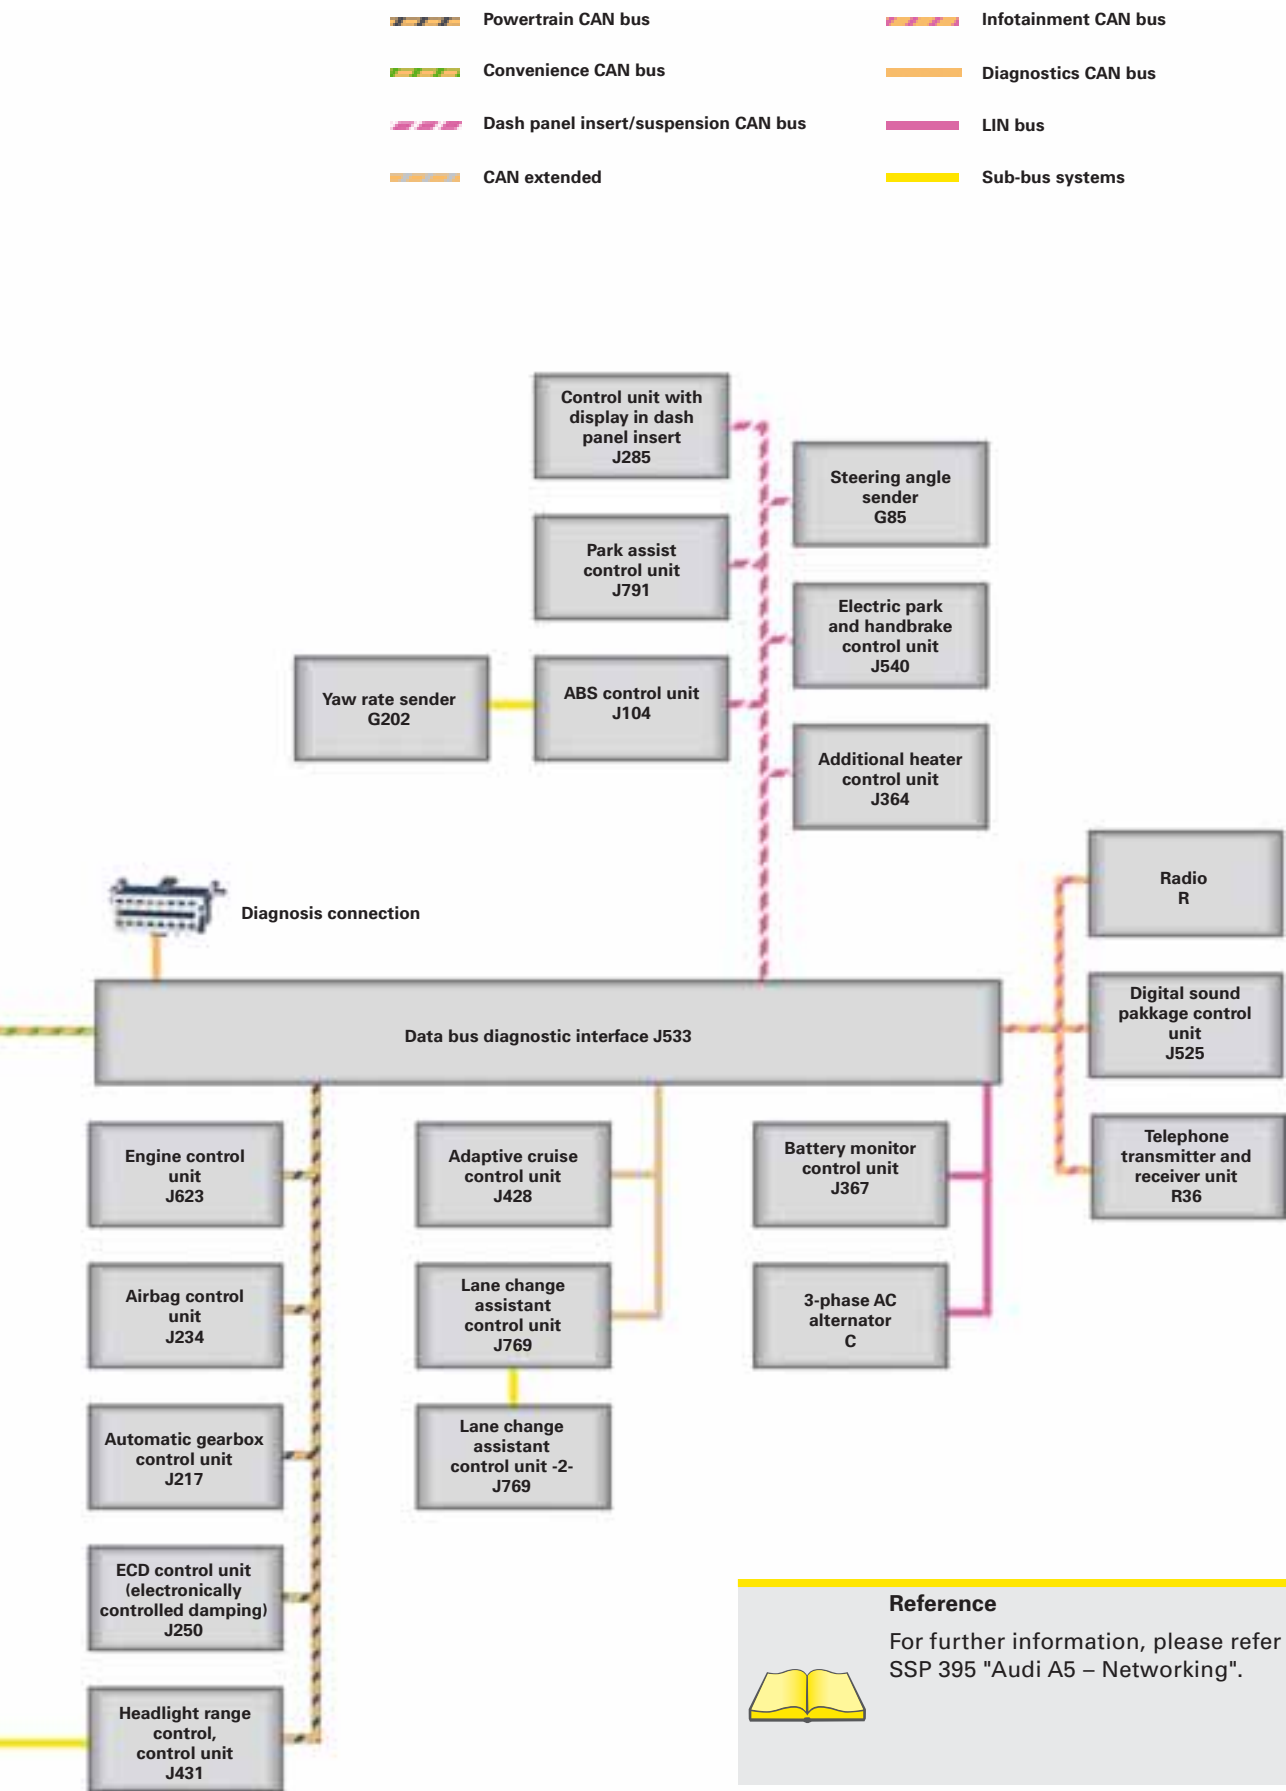 Powertrain CAN bus
Infotainment CAN bus
Convenience CAN bus
Diagnostics CAN bus
Dash panel insert/suspension CAN bus
LIN bus
CAN extended
Sub-bus systems
Control unit with
display in dash
panel insert
J285
Steering angle
sender
G85
Park assist
control unit
J791
Electric park
and handbrake
control unit
J540
Yaw rate sender
G202
ABS control unit
J104
Additional heater
control unit
J364
Diagnosis connection
Radio
R
Digital sound
pakkage control
unit
J525
Data bus diagnostic interface J533
Telephone
transmitter and
receiver unit
R36
Engine control
unit
J623
Adaptive cruise
control unit
J428
Battery monitor
control unit
J367
Airbag control
unit
J234
Lane change
assistant
control unit
J769
3-phase AC
alternator
C
Automatic gearbox
control unit
J217
Lane change
assistant
control unit -2-
J769
ECD control unit
(electronically
controlled damping)
J250
Headlight range
control,
control unit
J431
Reference
For further information, please refer
SSP 395 "Audi A5 – Networking".